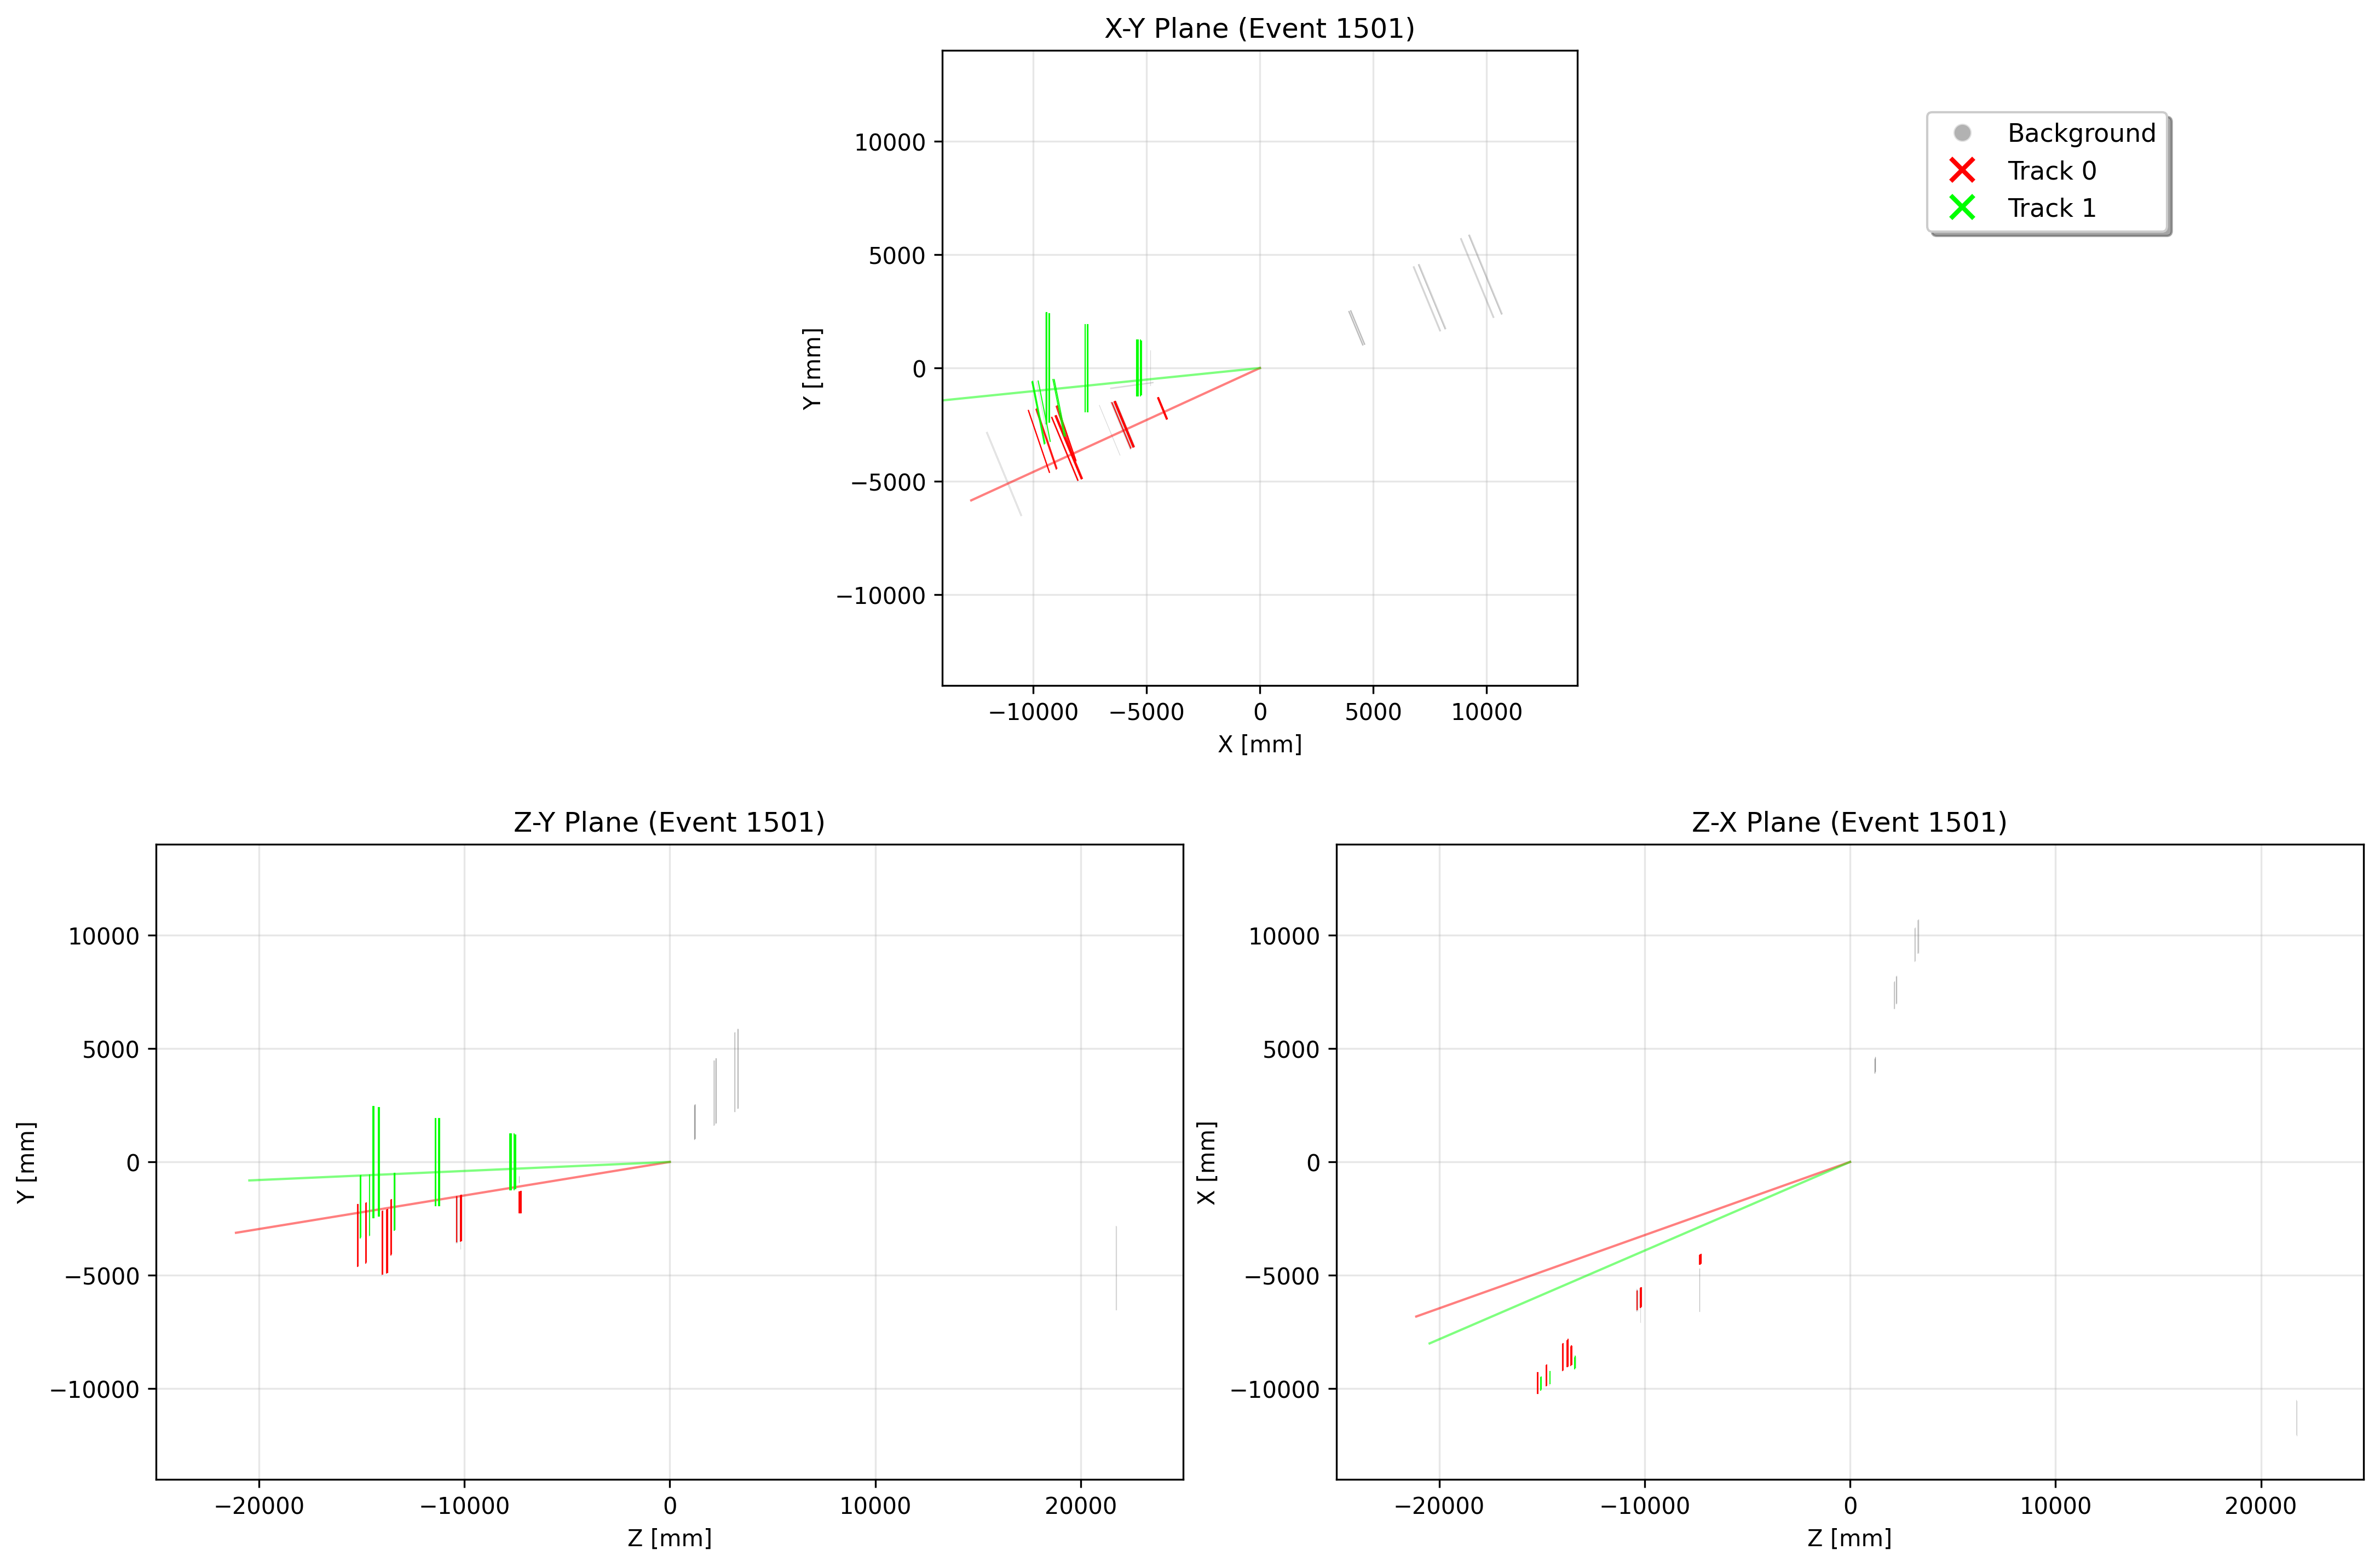 X-Y Plane (Event 1501)
Y [mm]
10000
5000
0
−5000
−10000
−10000 −5000 0 5000 10000
X [mm]
Background
Track 0
Track 1
Z-Y Plane (Event 1501)
Y [mm]
10000
5000
0
−5000
−10000
−20000 −10000 0 10000 20000
Z [mm]
Z-X Plane (Event 1501)
X [mm]
10000
5000
0
−5000
−10000
−20000 −10000 0 10000 20000
Z [mm]